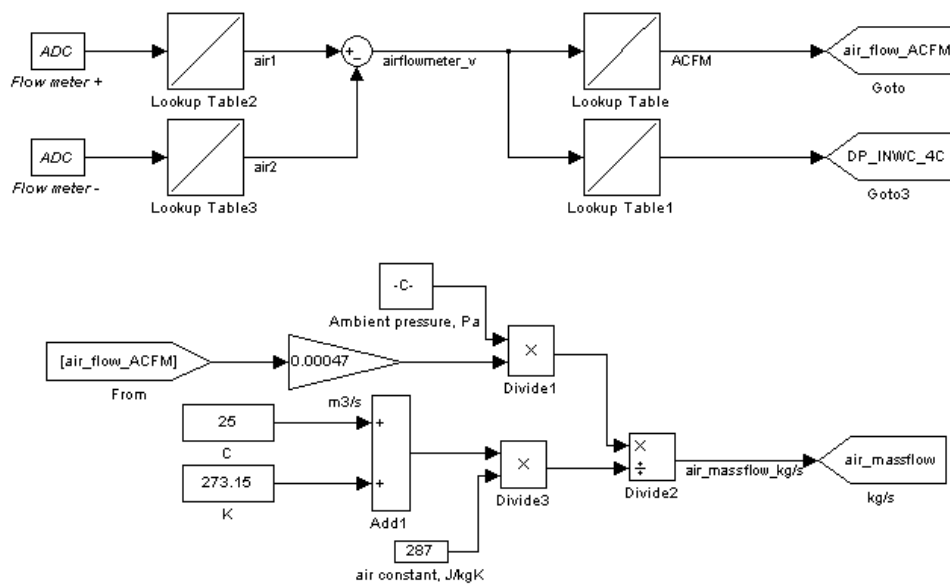 ADC
Flow meter +
Lookup Table2
air1
+
−
airflowmeter_v
Lookup Table
ACFM
air_flow_ACFM
Goto
ADC
Flow meter -
Lookup Table3
air2
Lookup Table1
DP_INWC_4C
Goto3
-C-
Ambient pressure, Pa
[air_flow_ACFM]
From
0.00047
m3/s
×
Divide1
25
C
273.15
K
+
+
Add1
287
air constant, J/kgK
×
Divide3
×
÷
Divide2
air_massflow_kg/s
air_massflow
kg/s